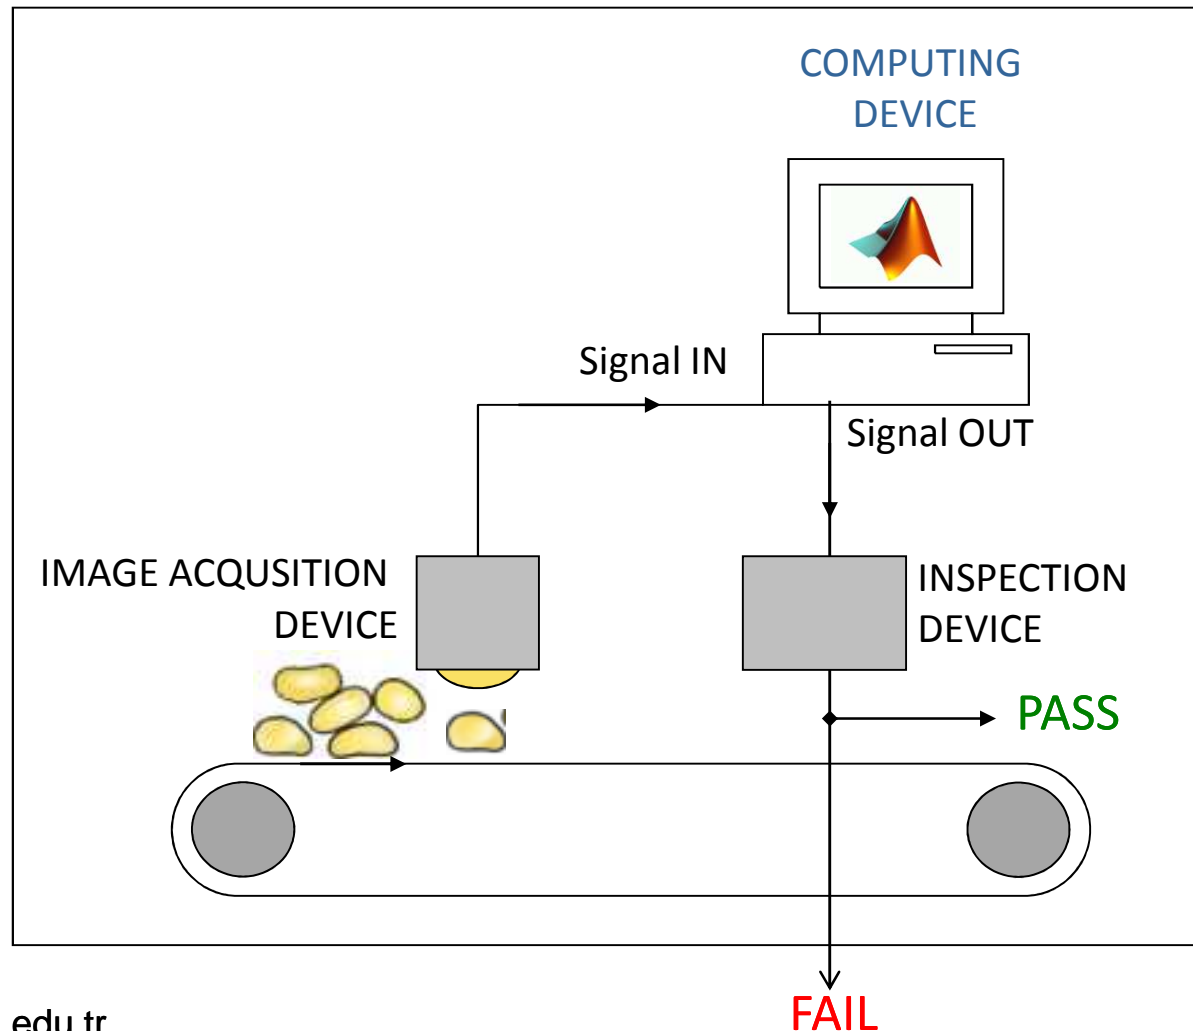 COMPUTING
DEVICE
Signal IN
Signal OUT
IMAGE ACQUSITION
DEVICE
INSPECTION
DEVICE
PASS
FAIL
edu.tr